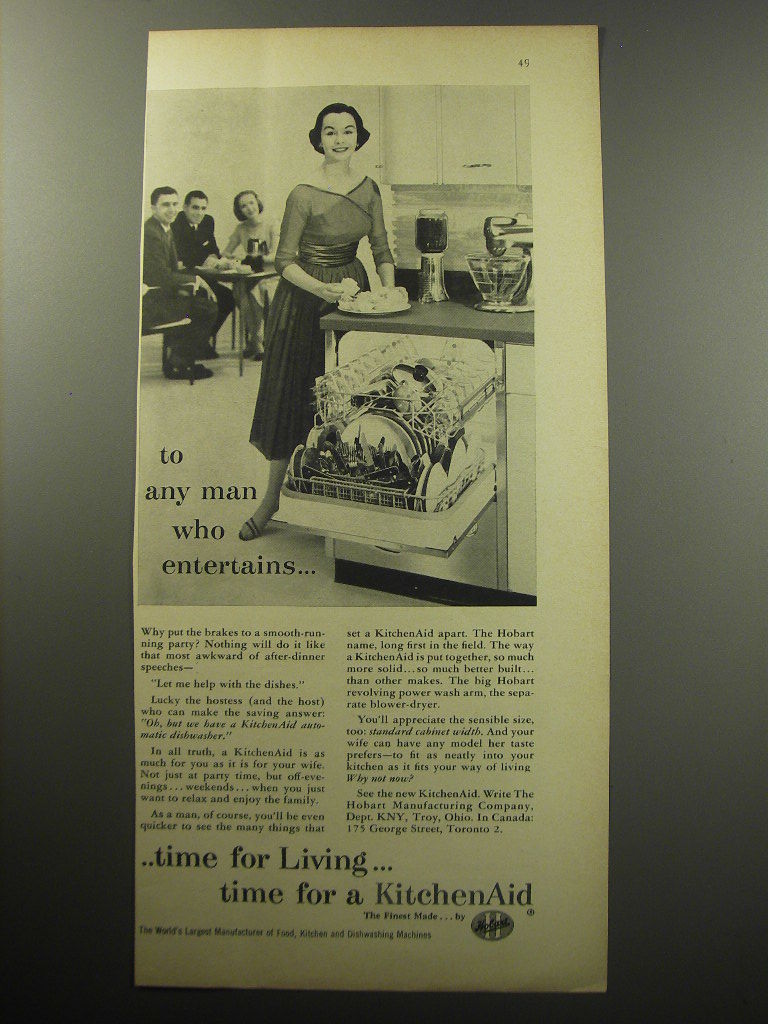 49
to
any man
who
entertains...
Why put the brakes to a smooth-run-
ning party? Nothing will do it like
that most awkward of after-dinner
speeches—
"Let me help with the dishes."
Lucky the hostess (and the host)
who can make the saving answer:
"Oh, but we have a KitchenAid auto-
matic dishwasher."
In all truth, a KitchenAid is as
much for you as it is for your wife.
Not just at party time, but off-eve-
nings...weekends...when you just
want to relax and enjoy the family.
As a man, of course, you'll be even
quicker to see the many things that
set a KitchenAid apart. The Hobart
name, long first in the field. The way
a KitchenAid is put together, so much
more solid...so much better built...
than other makes. The big Hobart
revolving power wash arm, the sepa-
rate blower-dryer.
You'll appreciate the sensible size,
too: standard cabinet width. And your
wife can have any model her taste
prefers—to fit as neatly into your
kitchen as it fits your way of living
Why not now?
See the new KitchenAid. Write The
Hobart Manufacturing Company,
Dept. KNY, Troy, Ohio. In Canada:
175 George Street, Toronto 2.
..time for Living...
time for a KitchenAid
The Finest Made...by
Hobart
®
The World's Largest Manufacturer of Food, Kitchen and Dishwashing Machines